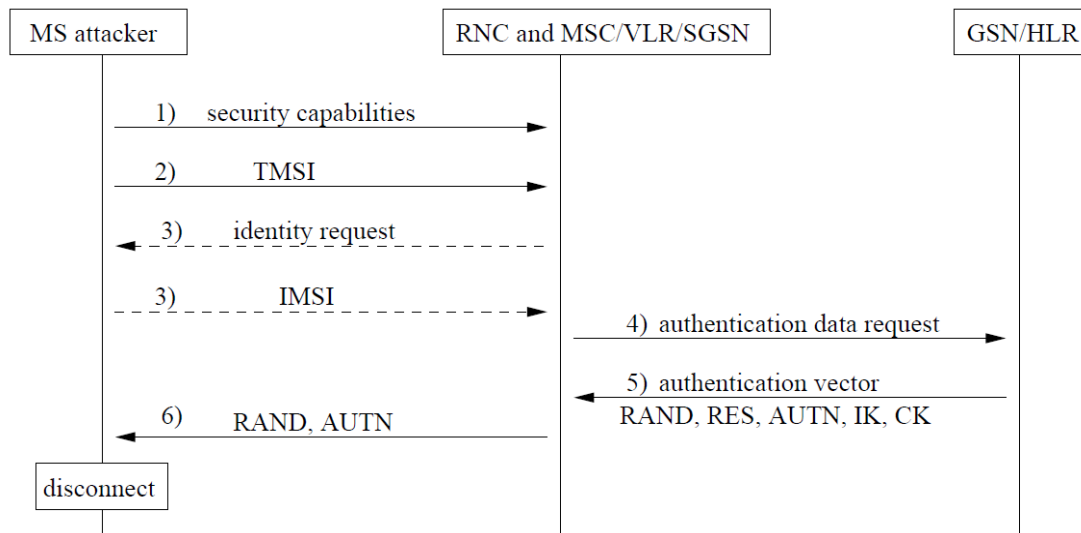 MS attacker
RNC and MSC/VLR/SGSN
GSN/HLR
1) security capabilities
2) TMSI
3) identity request
3) IMSI
4) authentication data request
5) authentication vector
RAND, RES, AUTN, IK, CK
6) RAND, AUTN
disconnect